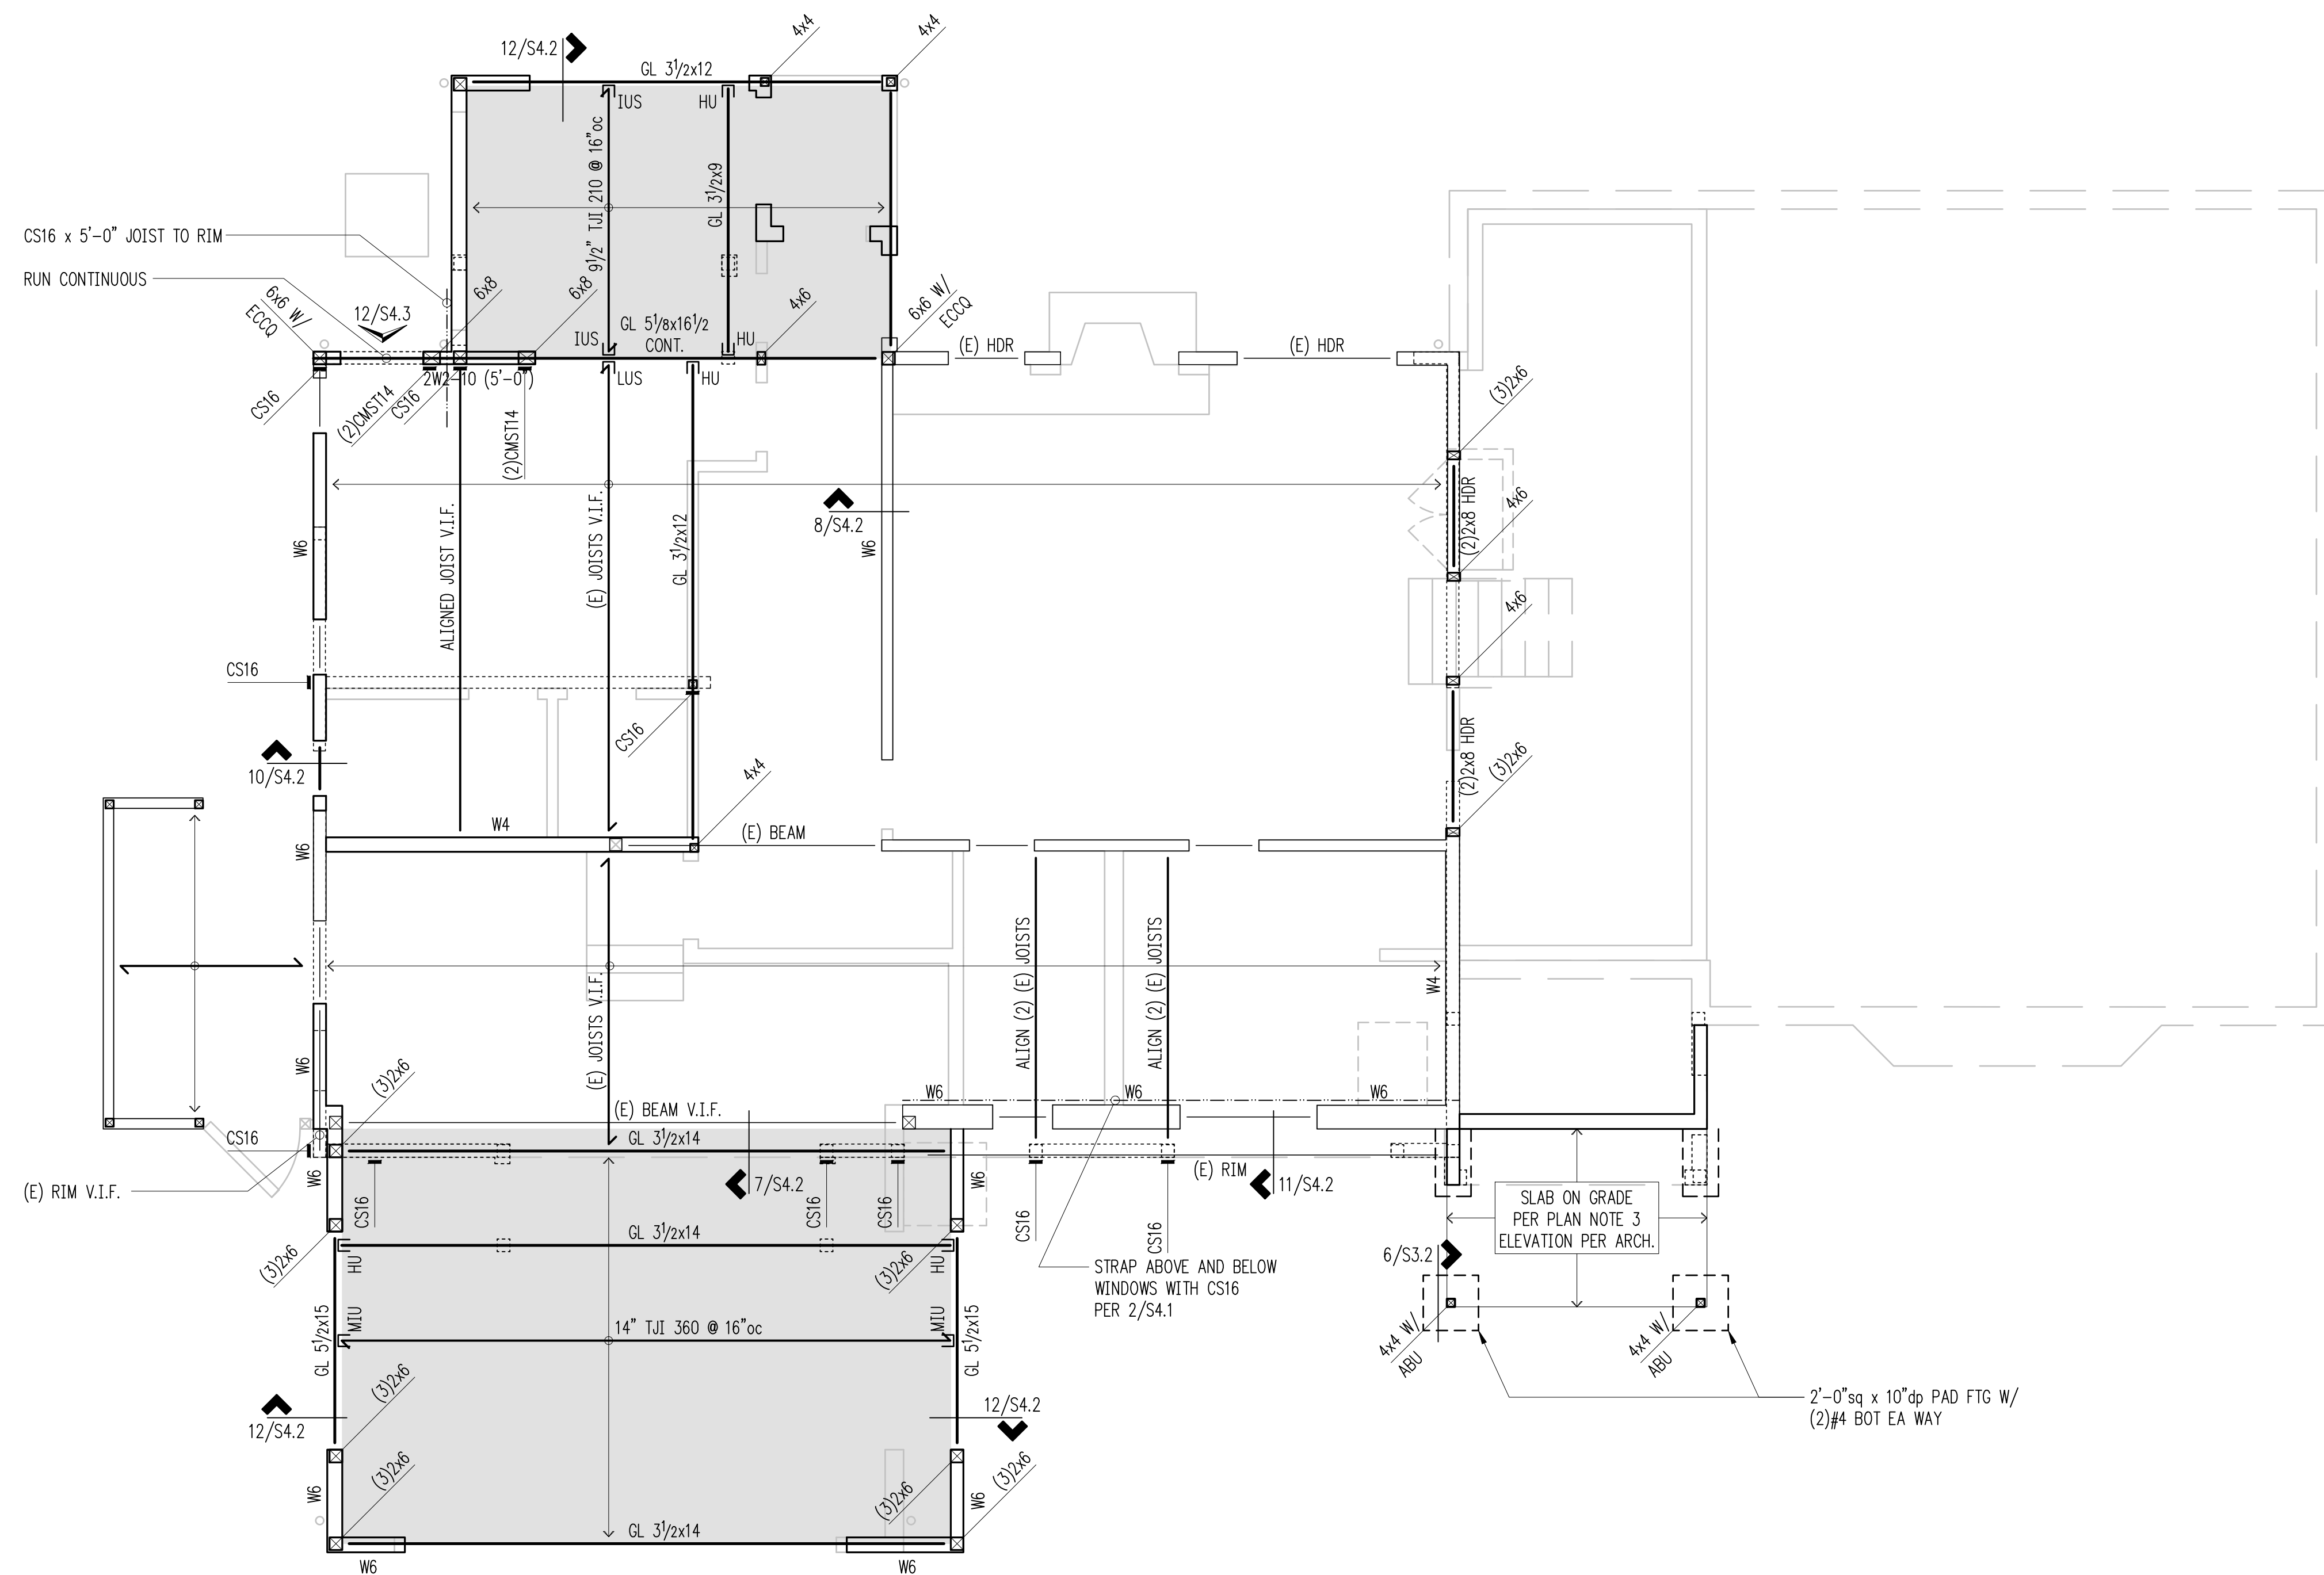 4x4
4x4
12/S4.2
GL 3½x12
IUS
HU
9½" TJI 210 @ 16"oc
GL 3½x9
CS16 x 5'-0" JOIST TO RIM
RUN CONTINUOUS
6x6 W/
ECCQ
12/S4.3
6x8
6x8
4x6
6x6 W/
ECCQ
GL 5⅛x16½
CONT.
IUS
HU
(E) HDR
(E) HDR
2W2-10 (5'-0")
LUS
HU
CS16
(2)CMST14
CS16
(2)CMST14
(3)2x6
(2)2x8 HDR
4x6
8/S4.2
W6
W6
ALIGNED JOIST V.I.F.
(E) JOISTS V.I.F.
GL 3½x12
4x6
CS16
CS16
(2)2x8 HDR
(3)2x6
10/S4.2
4x4
W4
(E) BEAM
W6
(E) JOISTS V.I.F.
ALIGN (2) (E) JOISTS
ALIGN (2) (E) JOISTS
W4
W6
(3)2x6
W6
W6
W6
(E) BEAM V.I.F.
CS16
GL 3½x14
(E) RIM V.I.F.
W6
W6
7/S4.2
(E) RIM
11/S4.2
CS16
CS16
CS16
CS16
CS16
SLAB ON GRADE
PER PLAN NOTE 3
ELEVATION PER ARCH.
GL 3½x14
(3)2x6
HU
(3)2x6
HU
6/S3.2
STRAP ABOVE AND BELOW
WINDOWS WITH CS16
PER 2/S4.1
GL 5½x15
MIU
14" TJI 360 @ 16"oc
MIU
GL 5½x15
4x4 W/
ABU
4x4 W/
ABU
(3)2x6
2'-0"sq x 10"dp PAD FTG W/
(2)#4 BOT EA WAY
12/S4.2
12/S4.2
(3)2x6
(3)2x6
(3)2x6
W6
W6
GL 3½x14
W6
W6